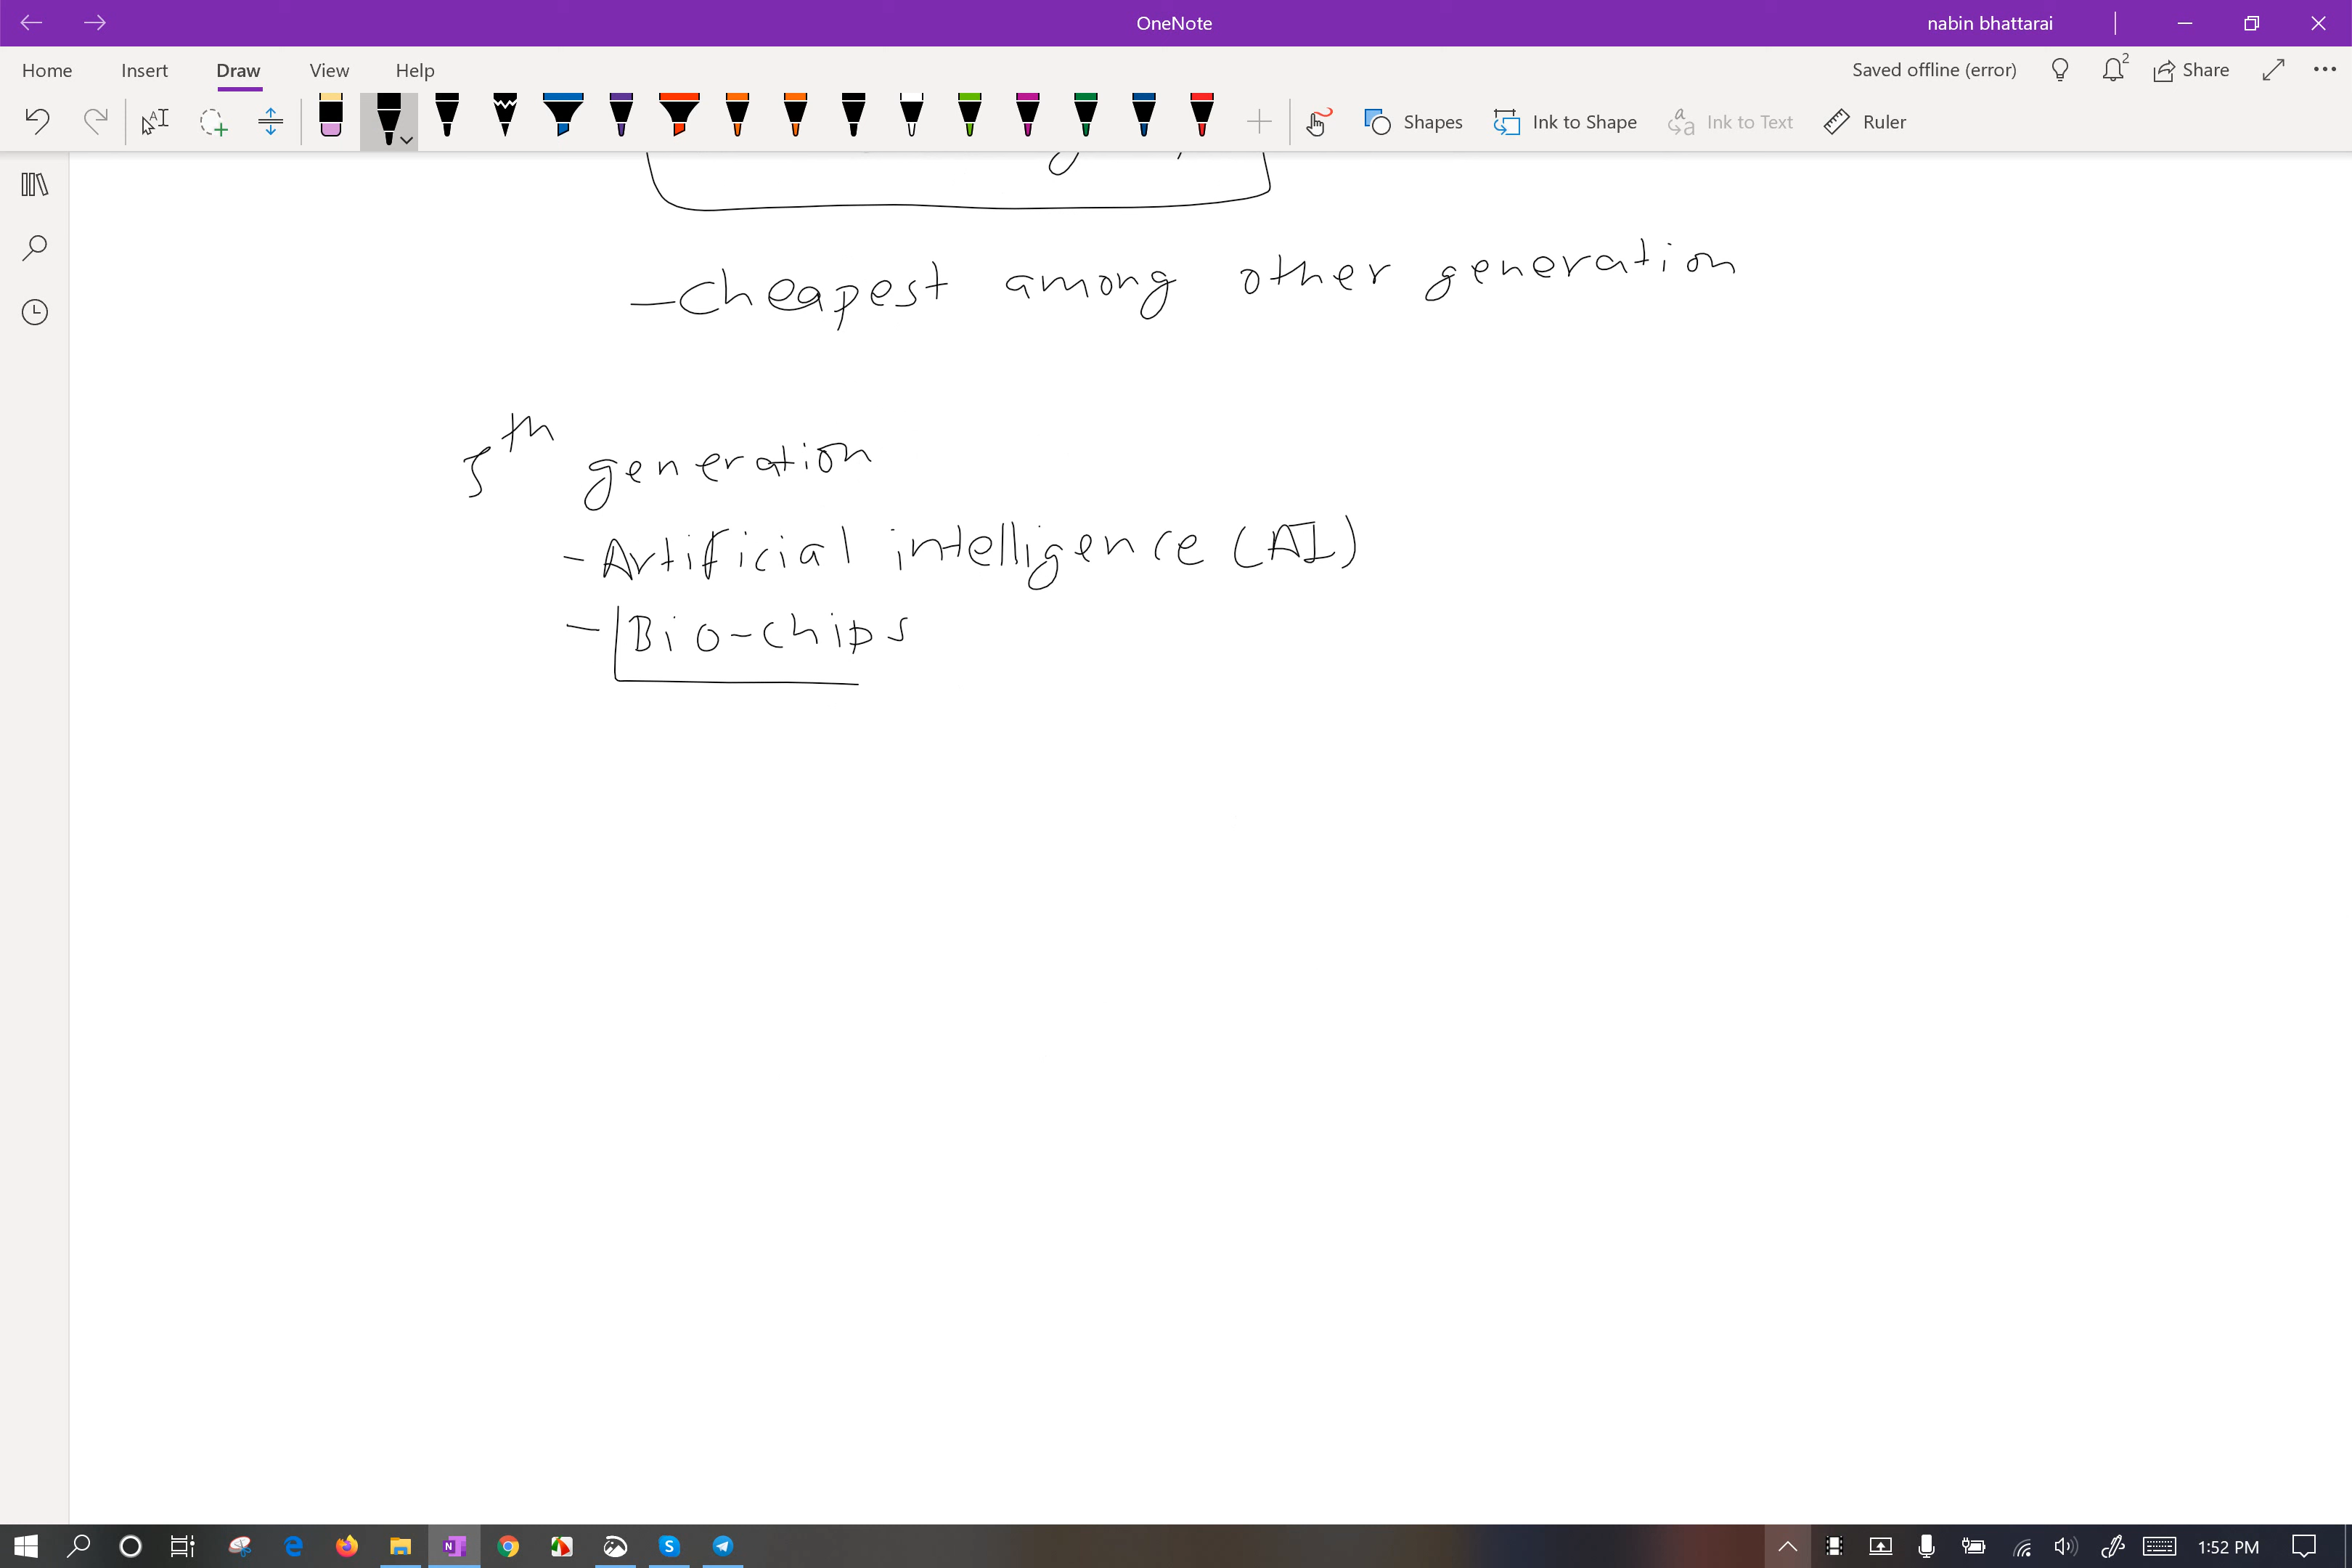 OneNote
nabin bhattarai
Home Insert Draw View Help
Saved offline (error)
2
Share
Shapes
Ink to Shape
Ink to Text
Ruler
-cheapest among other generation
5th generation
- Artificial intelligence (AI)
- Bio-chips
1:52 PM